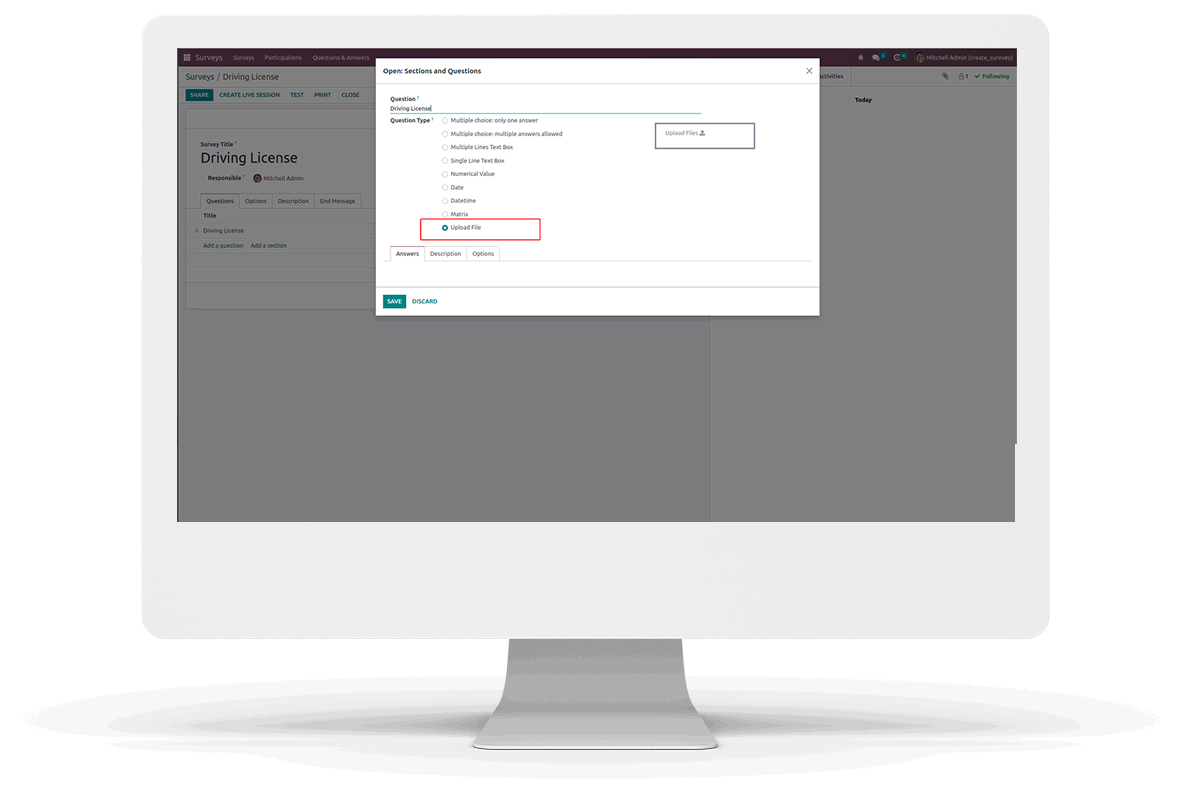 Surveys Surveys Participations Questions & Answers Mitchell Admin (create_surevey)
Surveys / Driving License
SHARE CREATE LIVE SESSION TEST PRINT CLOSE
Survey Title ?
Driving License
Responsible ? Mitchell Admin
Questions Options Description End Message
Title
Driving License
Add a question Add a section
ctivities 1 Following
Today
Open: Sections and Questions
Question ?
Driving License
Question Type ? Multiple choice: only one answer
Multiple choice: multiple answers allowed
Upload Files
Multiple Lines Text Box
Single Line Text Box
Numerical Value
Date
Datetime
Matrix
Upload File
Answers Description Options
SAVE DISCARD